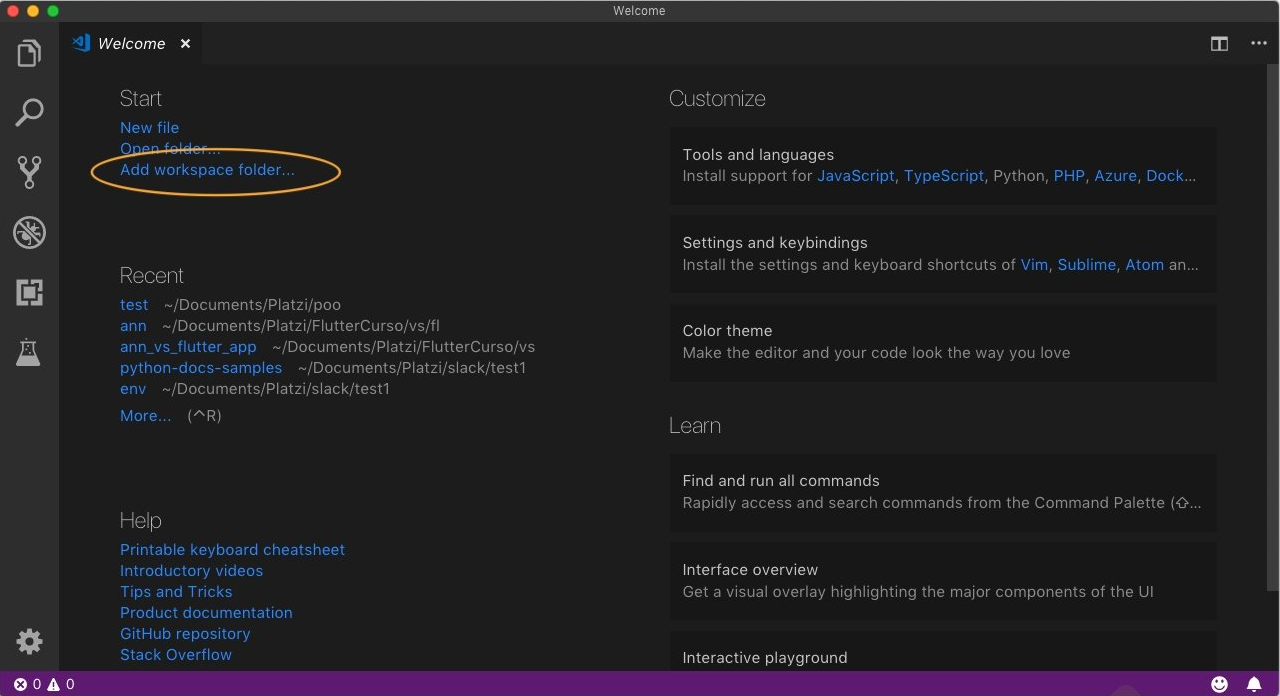 Welcome
Welcome ×
Start
New file
Open folder...
Add workspace folder...
Recent
test ~/Documents/Platzi/poo
ann ~/Documents/Platzi/FlutterCurso/vs/fl
ann_vs_flutter_app ~/Documents/Platzi/FlutterCurso/vs
python-docs-samples ~/Documents/Platzi/slack/test1
env ~/Documents/Platzi/slack/test1
More... (^R)
Help
Printable keyboard cheatsheet
Introductory videos
Tips and Tricks
Product documentation
GitHub repository
Stack Overflow
Customize
Tools and languages
Install support for JavaScript, TypeScript, Python, PHP, Azure, Dock...
Settings and keybindings
Install the settings and keyboard shortcuts of Vim, Sublime, Atom an...
Color theme
Make the editor and your code look the way you love
Learn
Find and run all commands
Rapidly access and search commands from the Command Palette (⇧...
Interface overview
Get a visual overlay highlighting the major components of the UI
Interactive playground
0 0